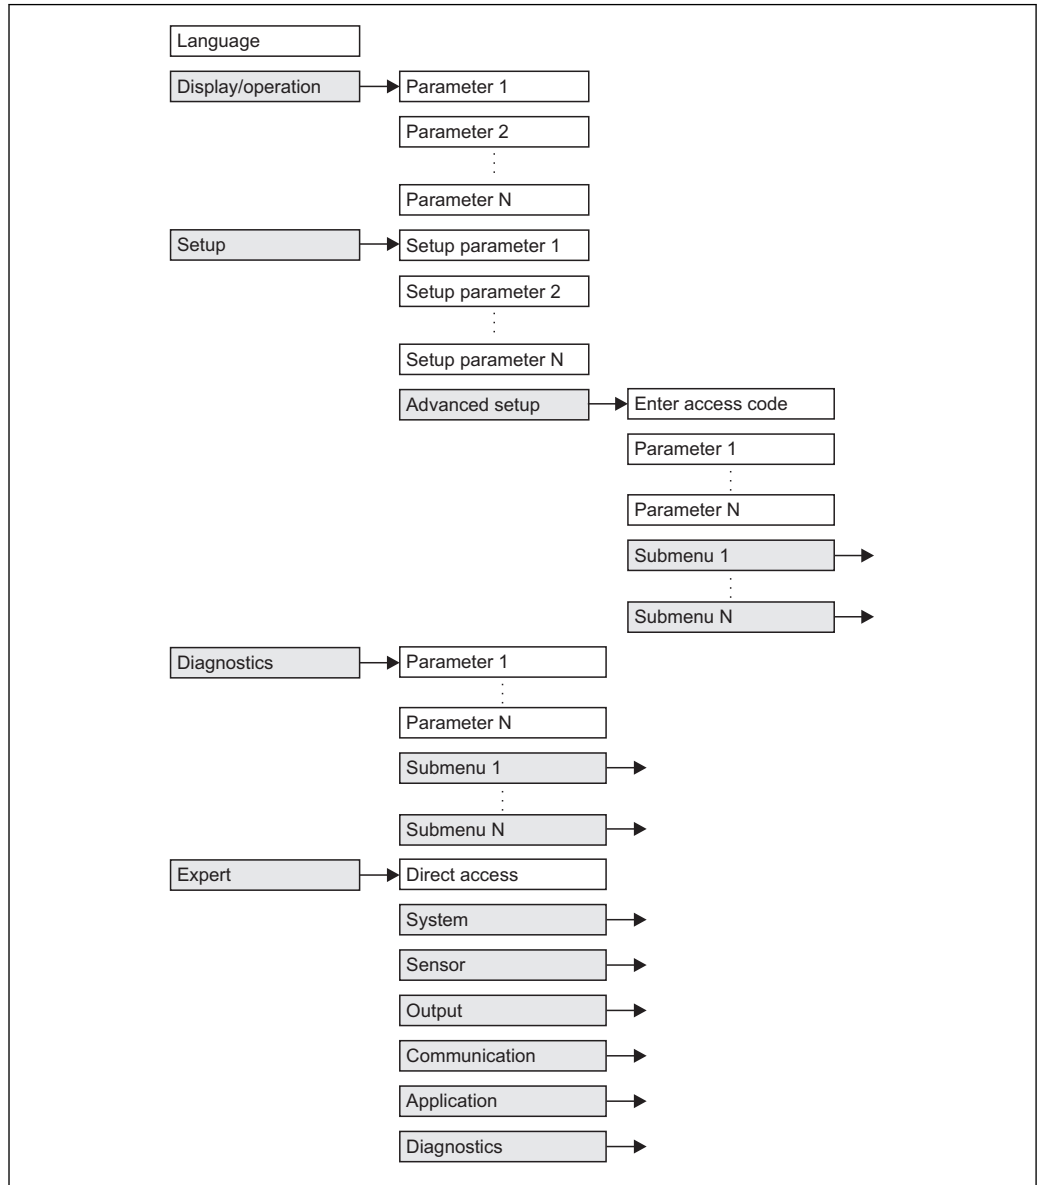 Language
Display/operation
Parameter 1
Parameter 2
Parameter N
Setup
Setup parameter 1
Setup parameter 2
Setup parameter N
Advanced setup
Enter access code
Parameter 1
Parameter N
Submenu 1
Submenu N
Diagnostics
Parameter 1
Parameter N
Submenu 1
Submenu N
Expert
Direct access
System
Sensor
Output
Communication
Application
Diagnostics